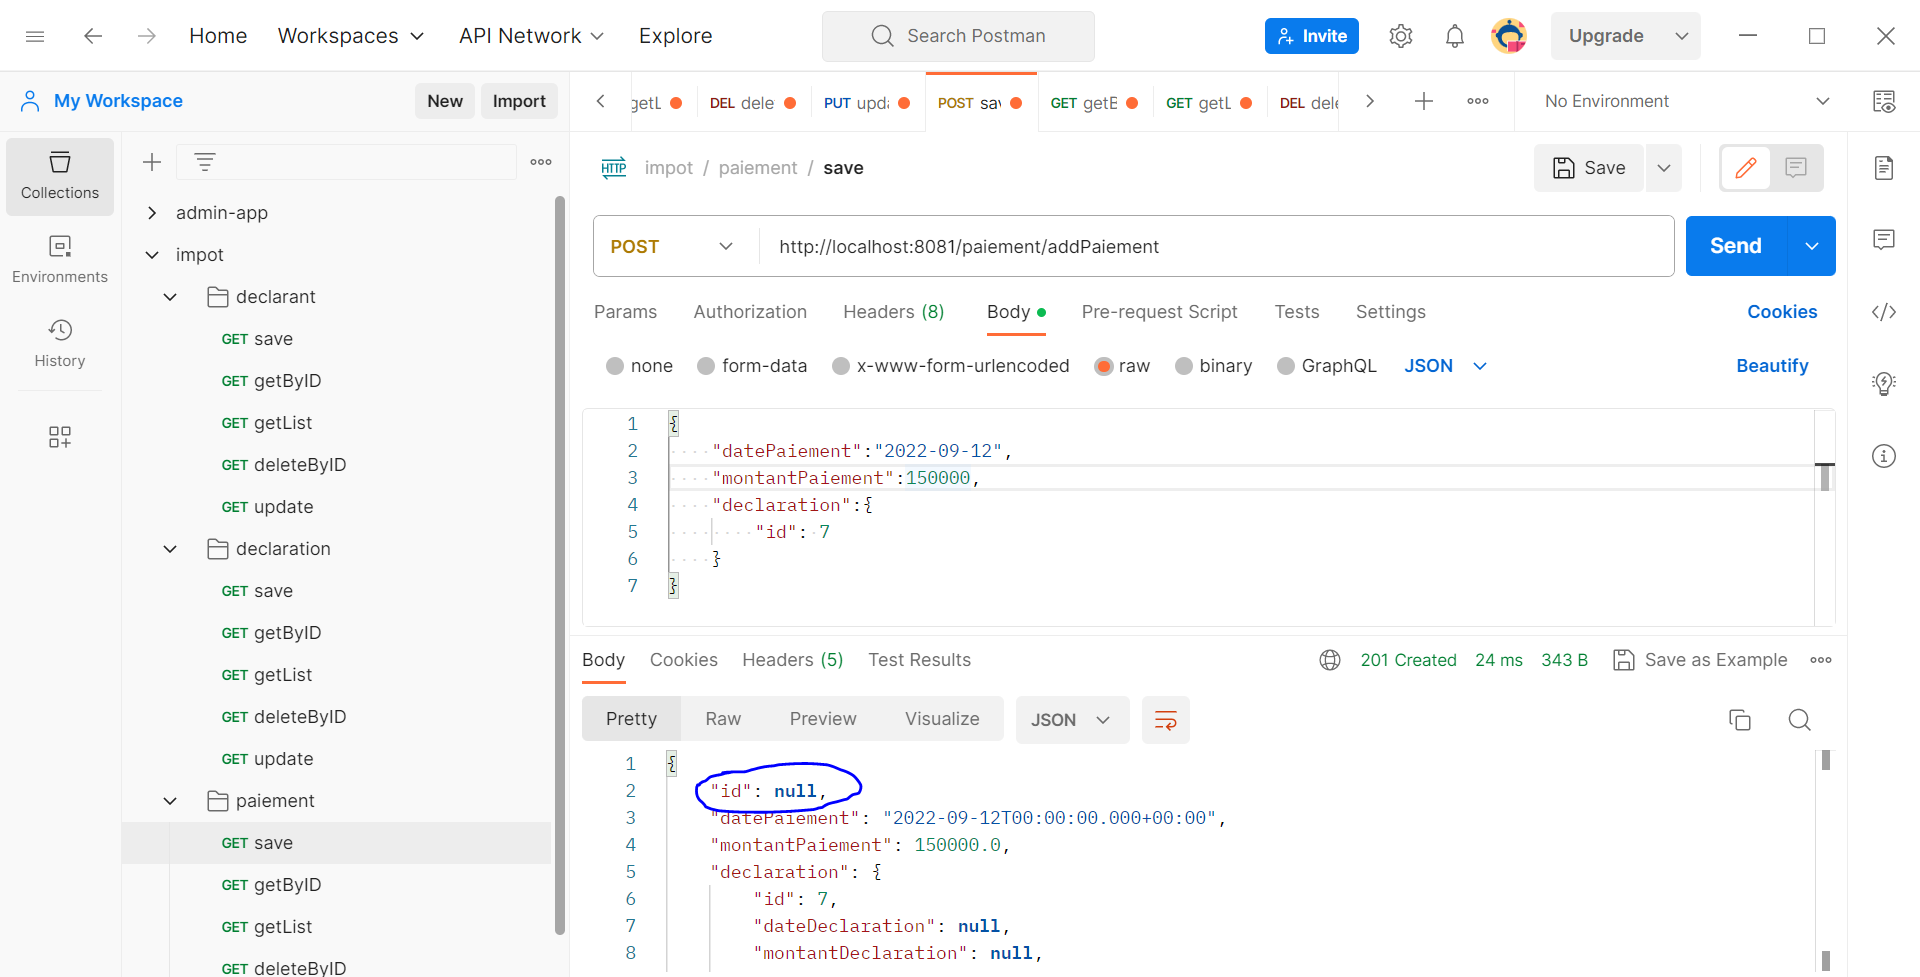 Home Workspaces API Network Explore Search Postman Invite Upgrade
My Workspace New Import
getL DEL dele PUT upda POST sav GET getB GET getL DEL dele No Environment
Collections
Environments
History
admin-app
impot
declarant
GET save
GET getByID
GET getList
GET deleteByID
GET update
declaration
GET save
GET getByID
GET getList
GET deleteByID
GET update
paiement
GET save
GET getByID
GET getList
GET deleteByID
HTTP impot / paiement / save Save
POST http://localhost:8081/paiement/addPaiement Send
Params Authorization Headers (8) Body Pre-request Script Tests Settings Cookies
none form-data x-www-form-urlencoded raw binary GraphQL JSON Beautify
1 {
2 "datePaiement":"2022-09-12",
3 "montantPaiement":150000,
4 "declaration":{
5 "id": 7
6 }
7 }
Body Cookies Headers (5) Test Results 201 Created 24 ms 343 B Save as Example
Pretty Raw Preview Visualize JSON
1 {
2 "id": null,
3 "datePaiement": "2022-09-12T00:00:00.000+00:00",
4 "montantPaiement": 150000.0,
5 "declaration": {
6 "id": 7,
7 "dateDeclaration": null,
8 "montantDeclaration": null,